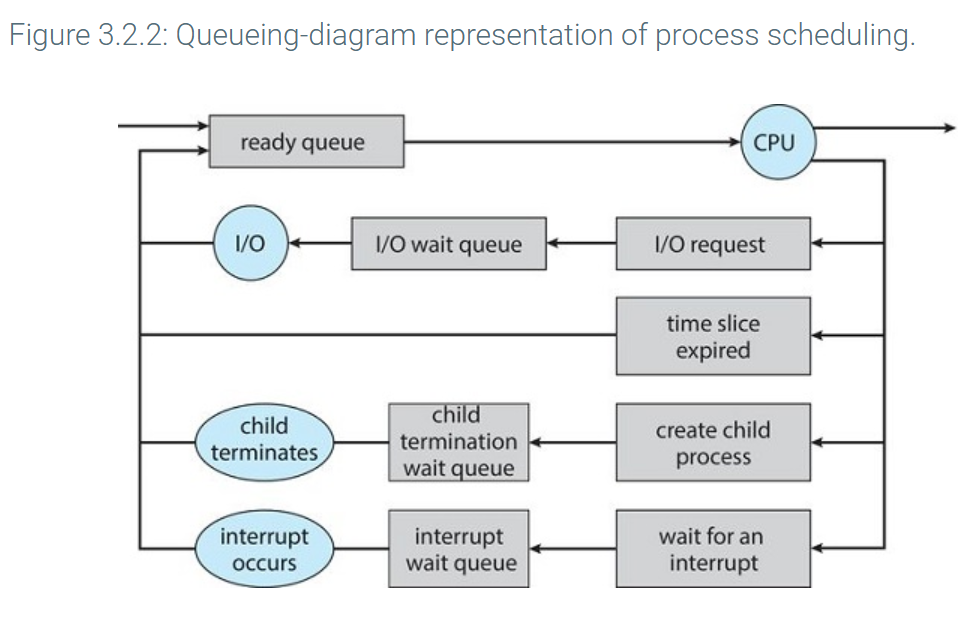 Figure 3.2.2: Queueing-diagram representation of process scheduling.
ready queue
CPU
I/O
I/O wait queue
I/O request
time slice
expired
child
terminates
child
termination
wait queue
create child
process
interrupt
occurs
interrupt
wait queue
wait for an
interrupt